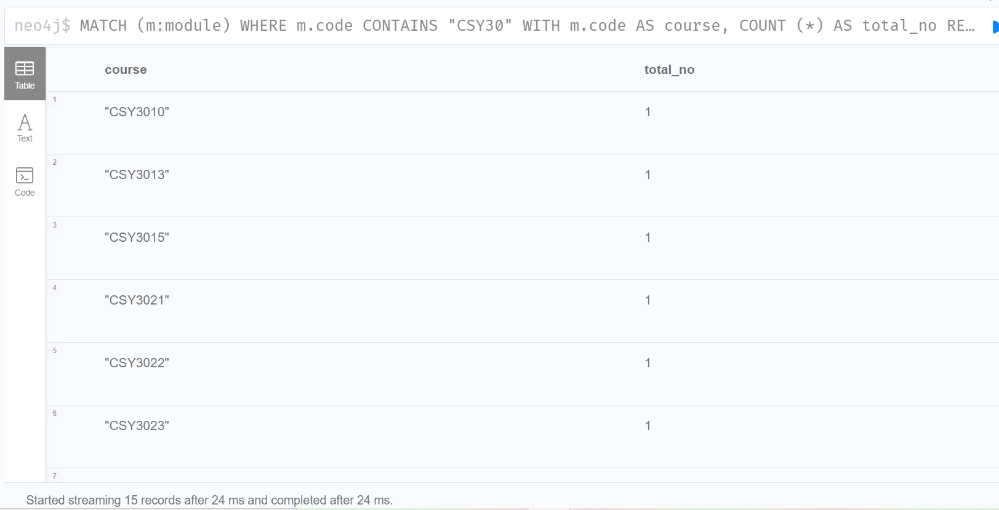 neo4j$ MATCH (m:module) WHERE m.code CONTAINS "CSY30" WITH m.code AS course, COUNT (*) AS total_no RE…
Table
Text
Code
course total_no
1 "CSY3010" 1
2 "CSY3013" 1
3 "CSY3015" 1
4 "CSY3021" 1
5 "CSY3022" 1
6 "CSY3023" 1
7
Started streaming 15 records after 24 ms and completed after 24 ms.